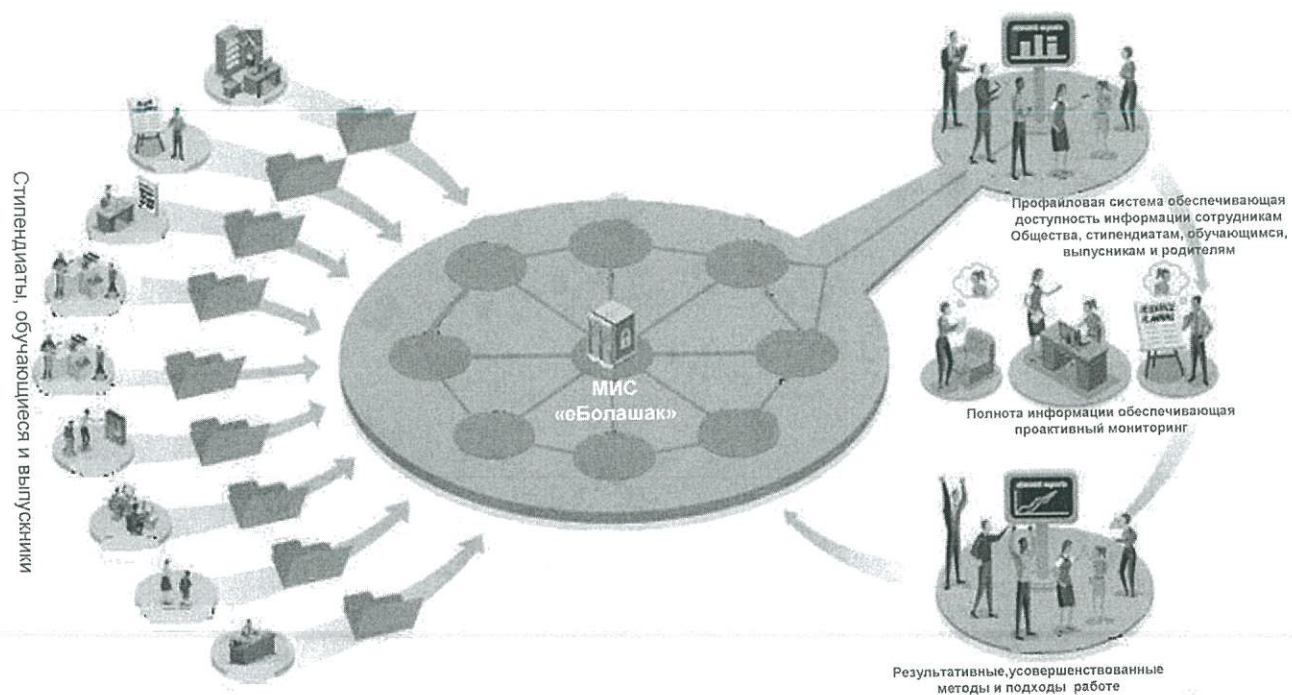 Стипендиаты, обучающиеся и выпускники
МИС
«еБолашак»
Профайловая система обеспечивающая
доступность информации сотрудникам
Общества, стипендиатам, обучающимся,
выпусникам и родителям
Полнота информации обеспечивающая
проактивный мониторинг
Результативные,усовершенствованные
методы и подходы работе